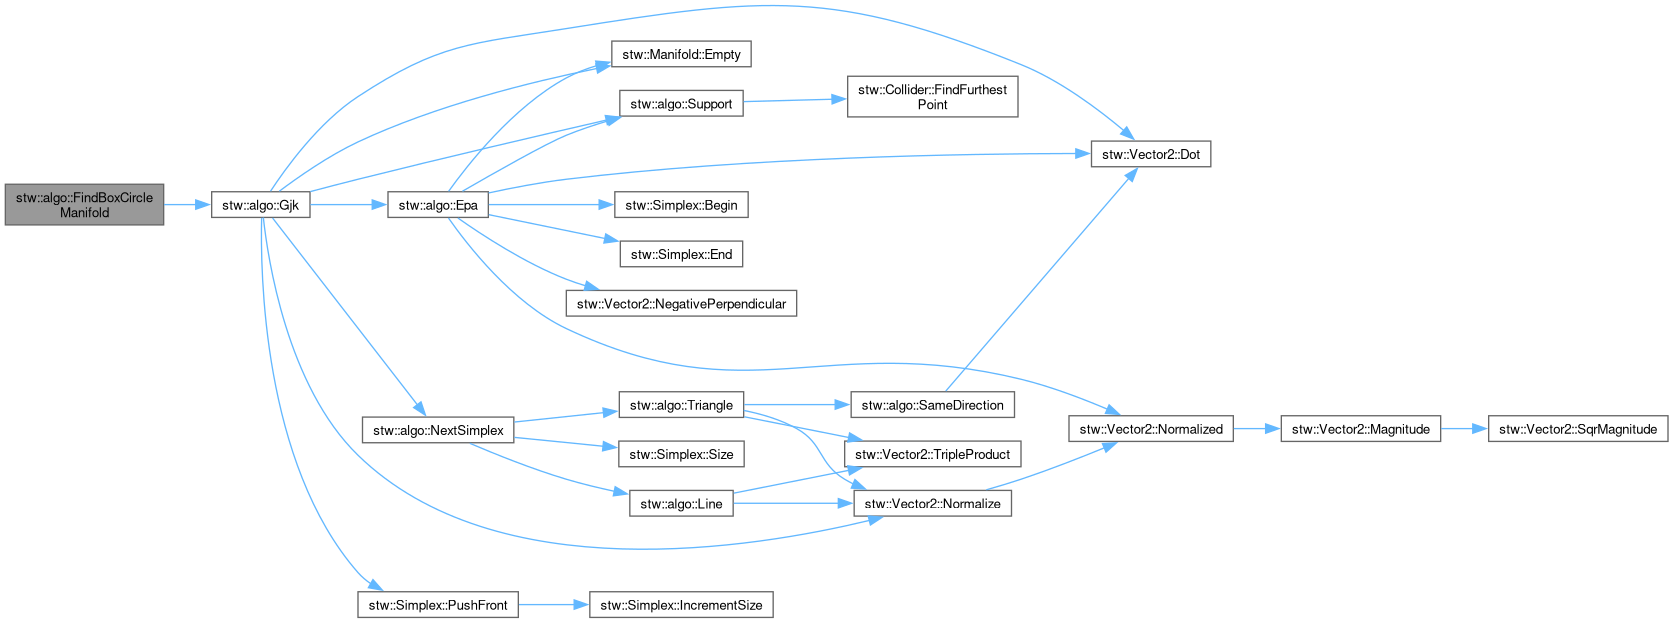 stw::algo::FindBoxCircle
Manifold
stw::algo::Gjk
stw::algo::Epa
stw::Manifold::Empty
stw::algo::Support
stw::Collider::FindFurthest
Point
stw::Vector2::Dot
stw::Simplex::Begin
stw::Simplex::End
stw::Vector2::NegativePerpendicular
stw::algo::NextSimplex
stw::algo::Triangle
stw::Simplex::Size
stw::algo::Line
stw::algo::SameDirection
stw::Vector2::TripleProduct
stw::Vector2::Normalize
stw::Vector2::Normalized
stw::Vector2::Magnitude
stw::Vector2::SqrMagnitude
stw::Simplex::PushFront
stw::Simplex::IncrementSize